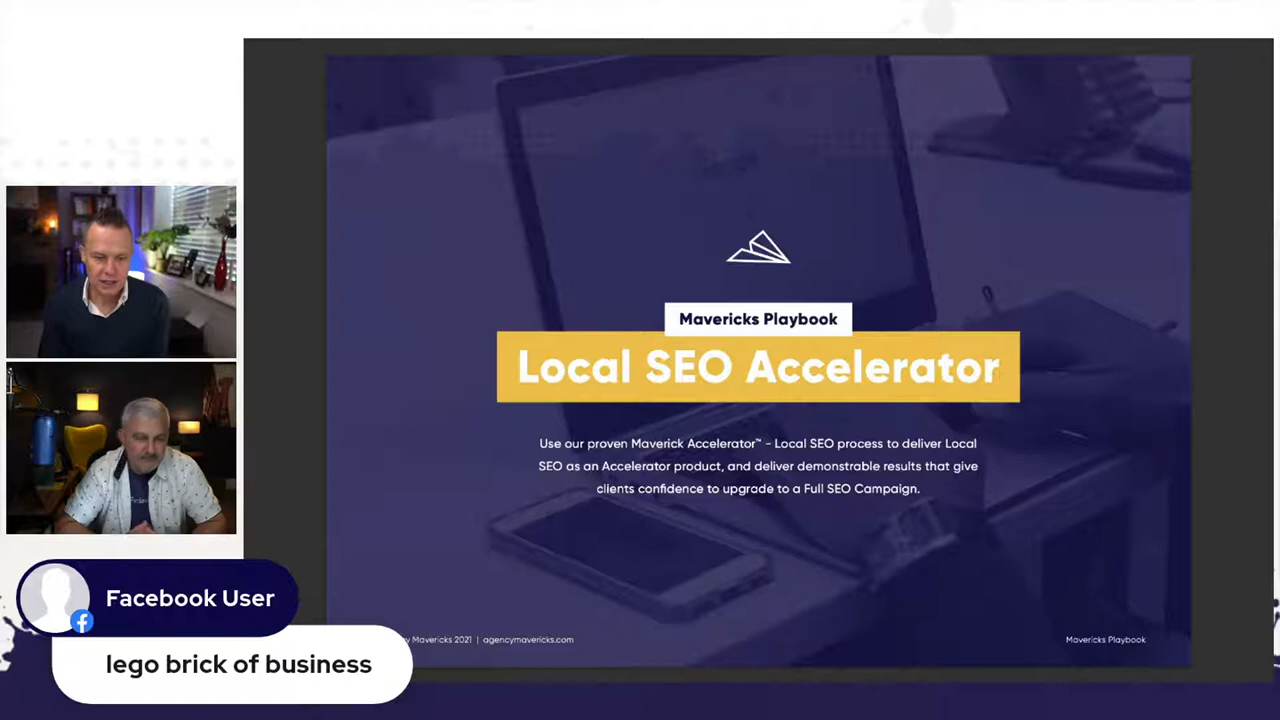 Mavericks Playbook
Local SEO Accelerator
Use our proven Maverick Accelerator™ - Local SEO process to deliver Local
SEO as an Accelerator product, and deliver demonstrable results that give
clients confidence to upgrade to a Full SEO Campaign.
Mavericks 2021 | agencymavericks.com
Mavericks Playbook
Facebook User
lego brick of business